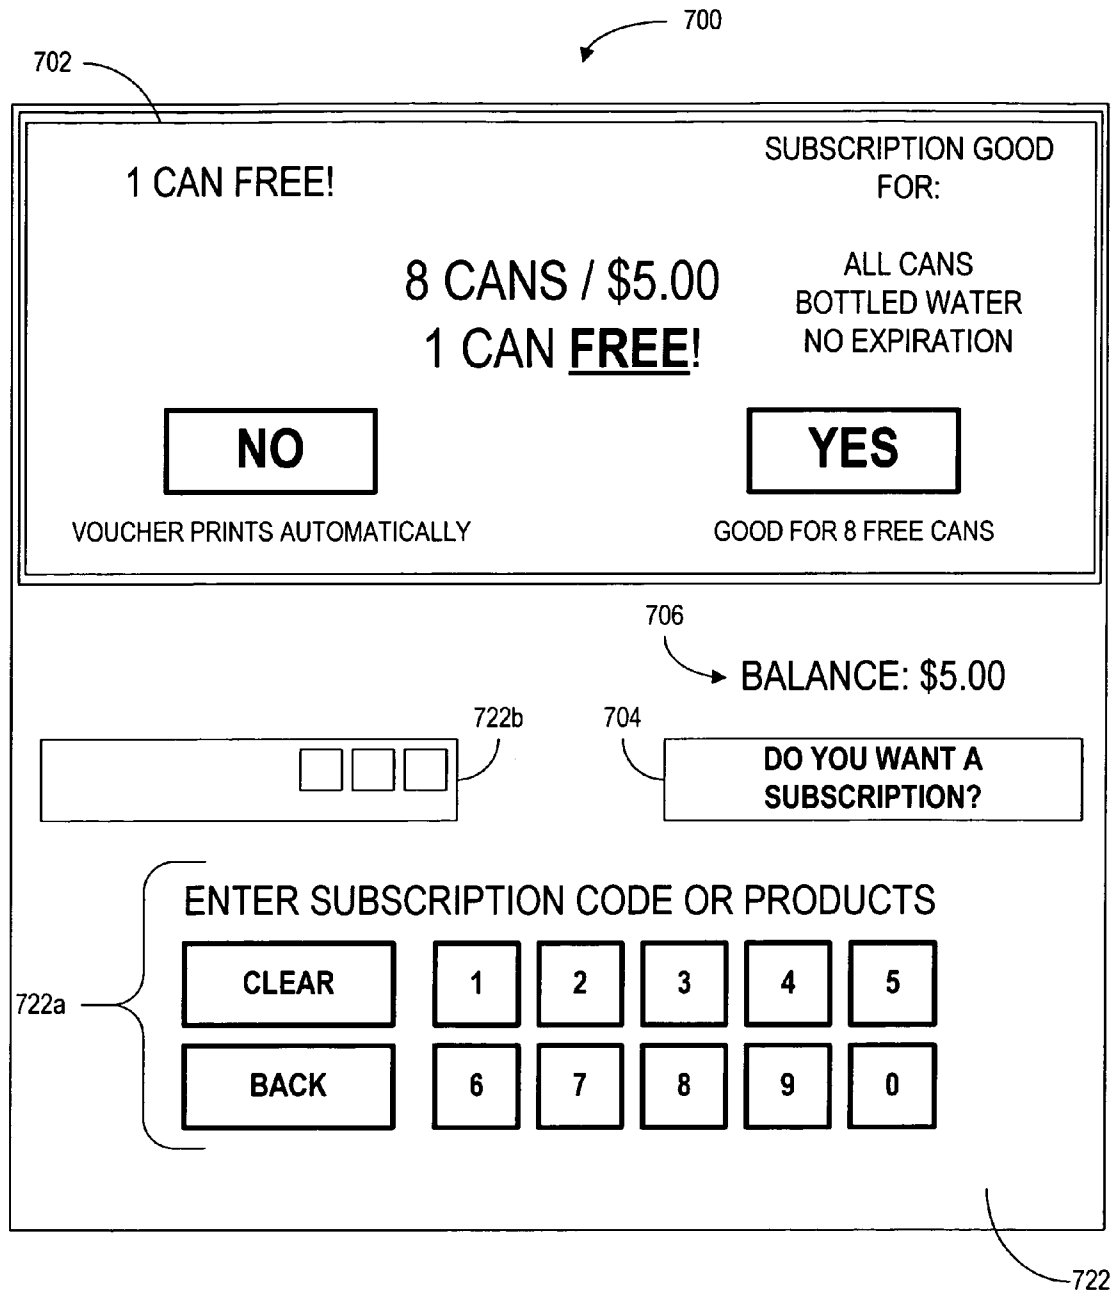 700
702
1 CAN FREE!
SUBSCRIPTION GOOD
FOR:
8 CANS / $5.00
1 CAN FREE!
ALL CANS
BOTTLED WATER
NO EXPIRATION
NO
YES
VOUCHER PRINTS AUTOMATICALLY
GOOD FOR 8 FREE CANS
706
BALANCE: $5.00
722b
704
DO YOU WANT A
SUBSCRIPTION?
ENTER SUBSCRIPTION CODE OR PRODUCTS
CLEAR 1 2 3 4 5
722a
BACK 6 7 8 9 0
722